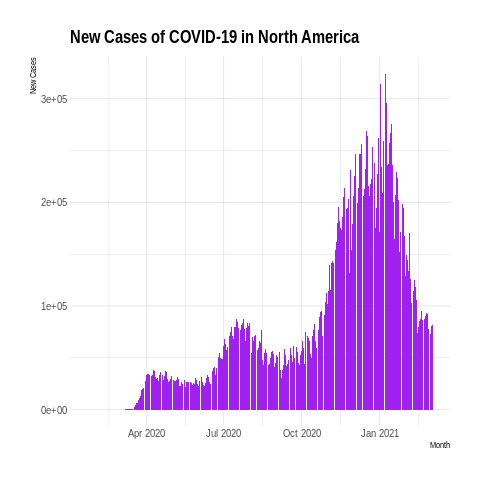 New Cases of COVID-19 in North America
New Cases
3e+05
2e+05
1e+05
0e+00
Apr 2020
Jul 2020
Oct 2020
Jan 2021
Month